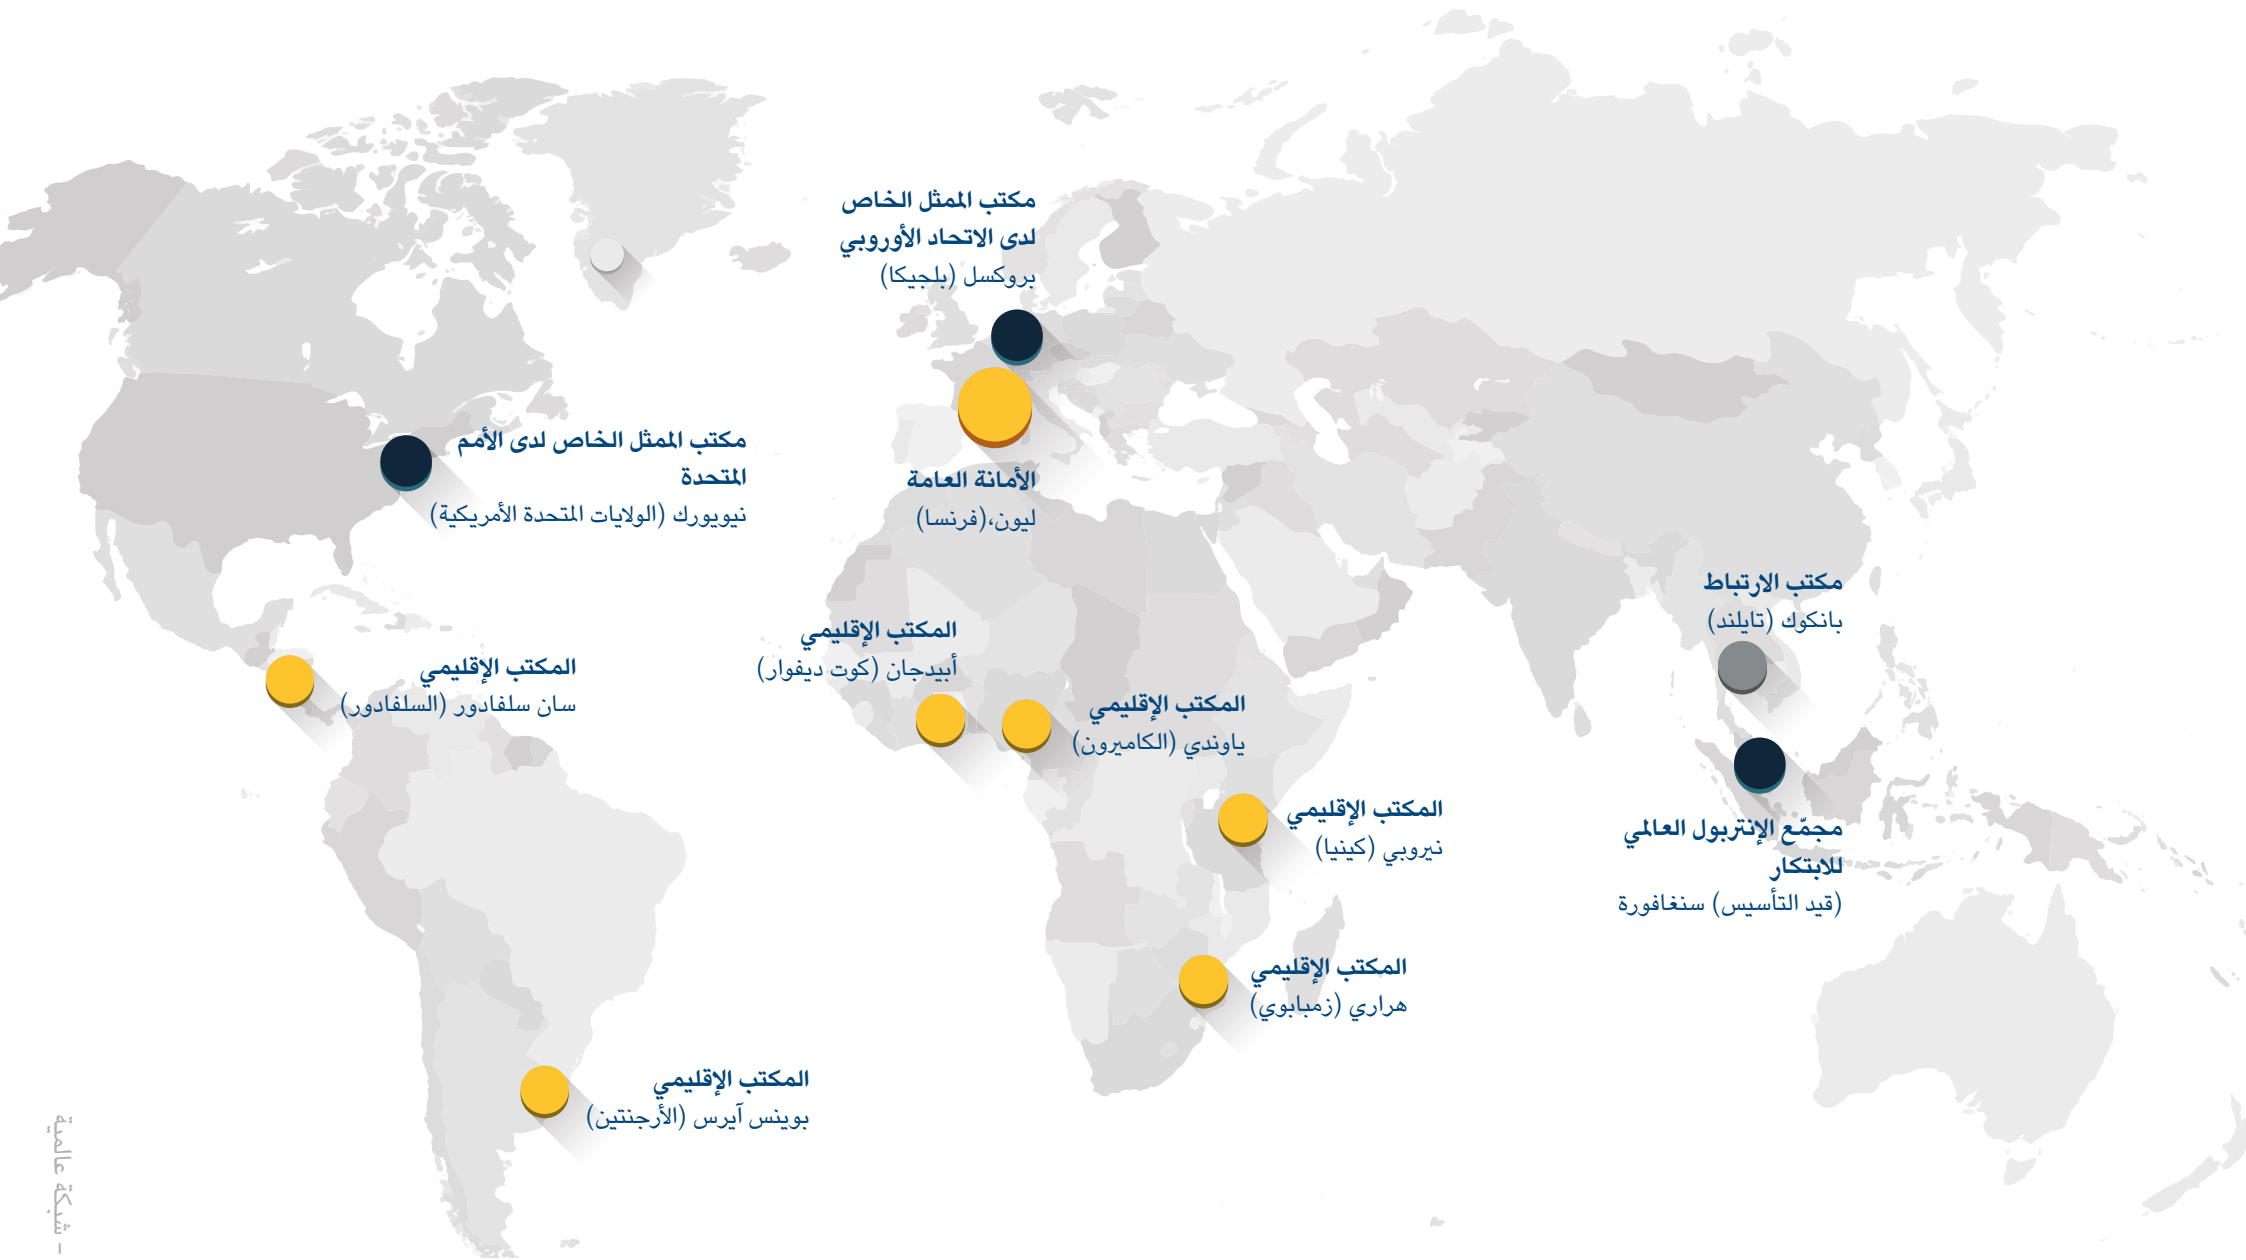 مكتب الممثل الخاص
لدى الاتحاد الأوروبي
بروكسل (بلجيكا)
مكتب الممثل الخاص لدى الأمم
المتحدة
نيويورك (الولايات المتحدة الأمريكية)
الأمانة العامة
ليون،(فرنسا)
مكتب الارتباط
بانكوك (تايلند)
المكتب الإقليمي
أبيدجان (كوت ديفوار)
المكتب الإقليمي
سان سلفادور (السلفادور)
المكتب الإقليمي
ياوندي (الكاميرون)
المكتب الإقليمي
نيروبي (كينيا)
مجمّع الإنتربول العالمي
للابتكار
(قيد التأسيس) سنغافورة
المكتب الإقليمي
هراري (زمبابوي)
المكتب الإقليمي
بوينس آيرس (الأرجنتين)
– شبكة عالمية